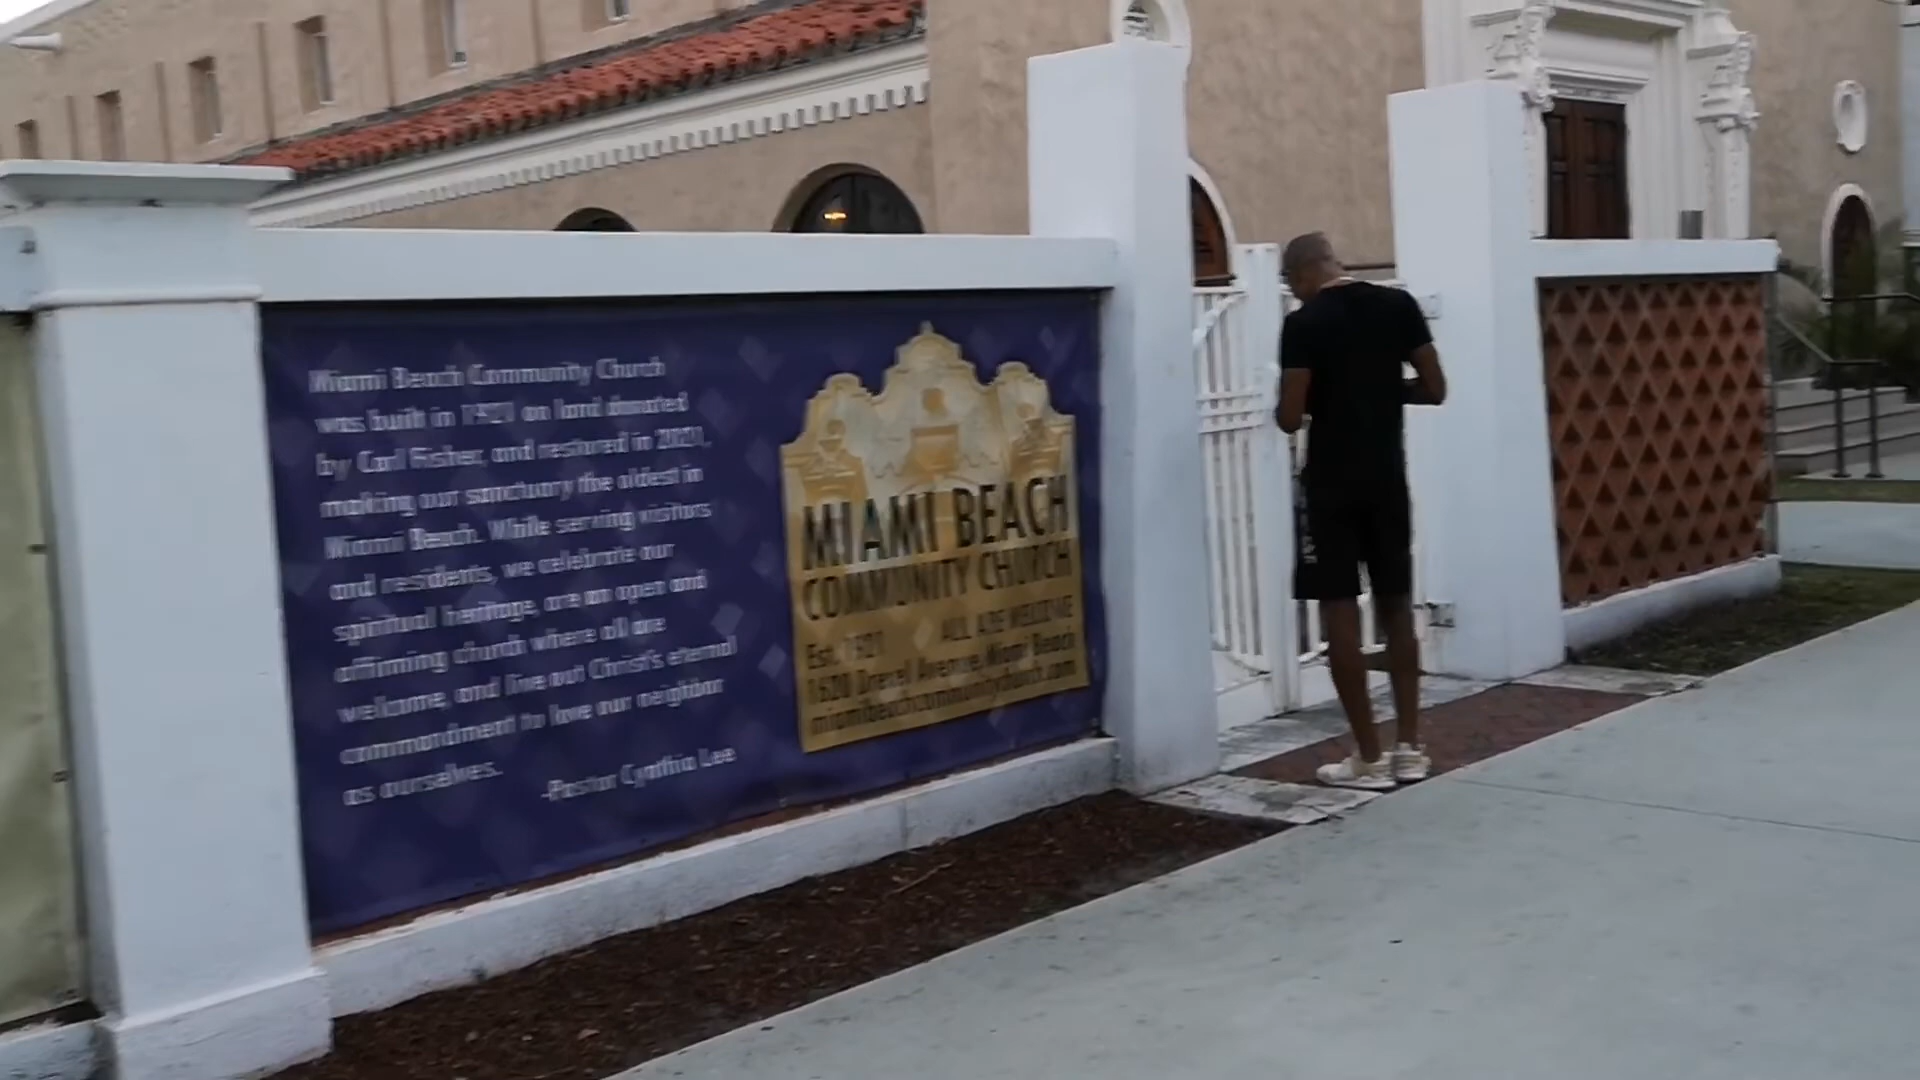 Miami Beach Community Church
was built in 1921 on land donated
by Carl Fisher, and restored in 2021,
making our sanctuary the oldest in
Miami Beach. While serving visitors
and residents, we celebrate our
spiritual heritage, are an open and
affirming church where all are
welcome, and live out Christ's eternal
commandment to love our neighbor
as ourselves.
-Pastor Cynthia Lee
MIAMI BEACH
COMMUNITY CHURCH
Est. 1921 ALL ARE WELCOME
1620 Drexel Avenue, Miami Beach
miamibeachcommunitychurch.com